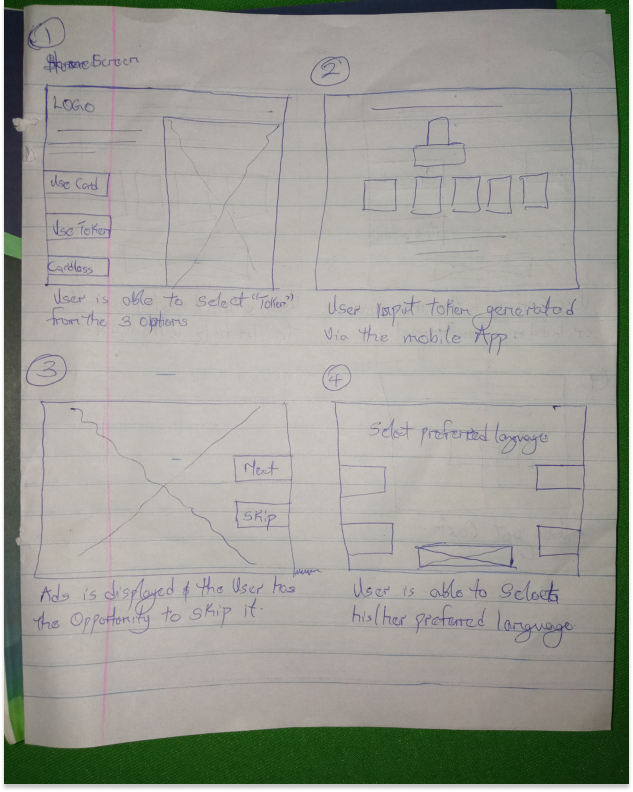 1
Home Screen
LOGO
Use Card
Use Token
Cardless
User is able to select "Token"
from the 3 options
2
User input token generated
via the mobile App.
3
Next
Skip
Ads is displayed & the User has
the Opportunity to skip it.
4
Select preferred language
User is able to Select
his/her preferred language